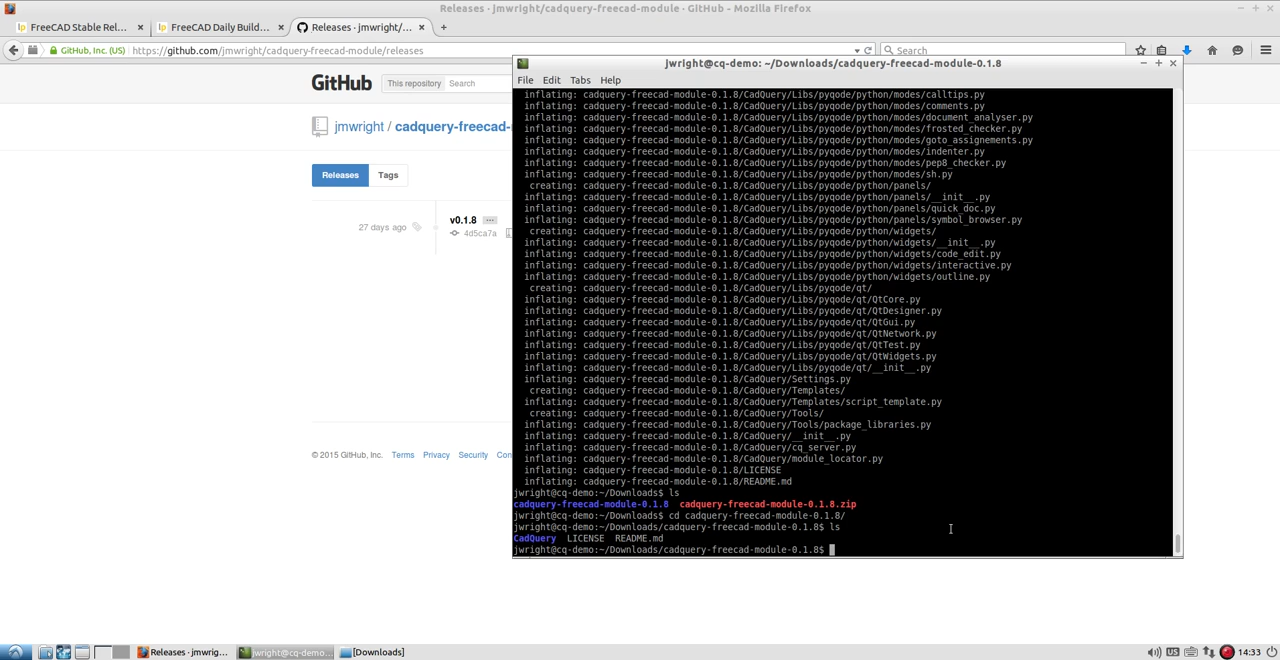 Releases · jmwright/cadquery-freecad-module - Mozilla Firefox
FreeCAD Stable Rel... ×
FreeCAD Daily Build... ×
Releases · jmwright/... ×
GitHub, Inc. (US) https://github.com/jmwright/cadquery-freecad-module/releases
Search
GitHub This repository Search
jmwright / cadquery-freecad-
Releases Tags
27 days ago v0.1.8
4d5ca7a
© 2015 GitHub, Inc. Terms Privacy Security Con
jwright@cq-demo: ~/Downloads/cadquery-freecad-module-0.1.8
File Edit Tabs Help
inflating: cadquery-freecad-module-0.1.8/CadQuery/Libs/pyqode/python/modes/calltips.py
inflating: cadquery-freecad-module-0.1.8/CadQuery/Libs/pyqode/python/modes/comments.py
inflating: cadquery-freecad-module-0.1.8/CadQuery/Libs/pyqode/python/modes/document_analyser.py
inflating: cadquery-freecad-module-0.1.8/CadQuery/Libs/pyqode/python/modes/frosted_checker.py
inflating: cadquery-freecad-module-0.1.8/CadQuery/Libs/pyqode/python/modes/goto_assignements.py
inflating: cadquery-freecad-module-0.1.8/CadQuery/Libs/pyqode/python/modes/indenter.py
inflating: cadquery-freecad-module-0.1.8/CadQuery/Libs/pyqode/python/modes/pep8_checker.py
inflating: cadquery-freecad-module-0.1.8/CadQuery/Libs/pyqode/python/modes/sh.py
creating: cadquery-freecad-module-0.1.8/CadQuery/Libs/pyqode/python/panels/
inflating: cadquery-freecad-module-0.1.8/CadQuery/Libs/pyqode/python/panels/__init__.py
inflating: cadquery-freecad-module-0.1.8/CadQuery/Libs/pyqode/python/panels/quick_doc.py
inflating: cadquery-freecad-module-0.1.8/CadQuery/Libs/pyqode/python/panels/symbol_browser.py
creating: cadquery-freecad-module-0.1.8/CadQuery/Libs/pyqode/python/widgets/
inflating: cadquery-freecad-module-0.1.8/CadQuery/Libs/pyqode/python/widgets/__init__.py
inflating: cadquery-freecad-module-0.1.8/CadQuery/Libs/pyqode/python/widgets/code_edit.py
inflating: cadquery-freecad-module-0.1.8/CadQuery/Libs/pyqode/python/widgets/interactive.py
inflating: cadquery-freecad-module-0.1.8/CadQuery/Libs/pyqode/python/widgets/outline.py
creating: cadquery-freecad-module-0.1.8/CadQuery/Libs/pyqode/qt/
inflating: cadquery-freecad-module-0.1.8/CadQuery/Libs/pyqode/qt/QtCore.py
inflating: cadquery-freecad-module-0.1.8/CadQuery/Libs/pyqode/qt/QtDesigner.py
inflating: cadquery-freecad-module-0.1.8/CadQuery/Libs/pyqode/qt/QtGui.py
inflating: cadquery-freecad-module-0.1.8/CadQuery/Libs/pyqode/qt/QtNetwork.py
inflating: cadquery-freecad-module-0.1.8/CadQuery/Libs/pyqode/qt/QtTest.py
inflating: cadquery-freecad-module-0.1.8/CadQuery/Libs/pyqode/qt/QtWidgets.py
inflating: cadquery-freecad-module-0.1.8/CadQuery/Libs/pyqode/qt/__init__.py
inflating: cadquery-freecad-module-0.1.8/CadQuery/Settings.py
creating: cadquery-freecad-module-0.1.8/CadQuery/Templates/
inflating: cadquery-freecad-module-0.1.8/CadQuery/Templates/script_template.py
creating: cadquery-freecad-module-0.1.8/CadQuery/Tools/
inflating: cadquery-freecad-module-0.1.8/CadQuery/Tools/package_libraries.py
inflating: cadquery-freecad-module-0.1.8/CadQuery/__init__.py
inflating: cadquery-freecad-module-0.1.8/CadQuery/cq_server.py
inflating: cadquery-freecad-module-0.1.8/CadQuery/module_locator.py
inflating: cadquery-freecad-module-0.1.8/LICENSE
inflating: cadquery-freecad-module-0.1.8/README.md
jwright@cq-demo:~/Downloads$ ls
cadquery-freecad-module-0.1.8 cadquery-freecad-module-0.1.8.zip
jwright@cq-demo:~/Downloads$ cd cadquery-freecad-module-0.1.8/
jwright@cq-demo:~/Downloads/cadquery-freecad-module-0.1.8$ ls
CadQuery LICENSE README.md
jwright@cq-demo:~/Downloads/cadquery-freecad-module-0.1.8$
Releases · jmwrig... jwright@cq-demo:... [Downloads] US 14:33